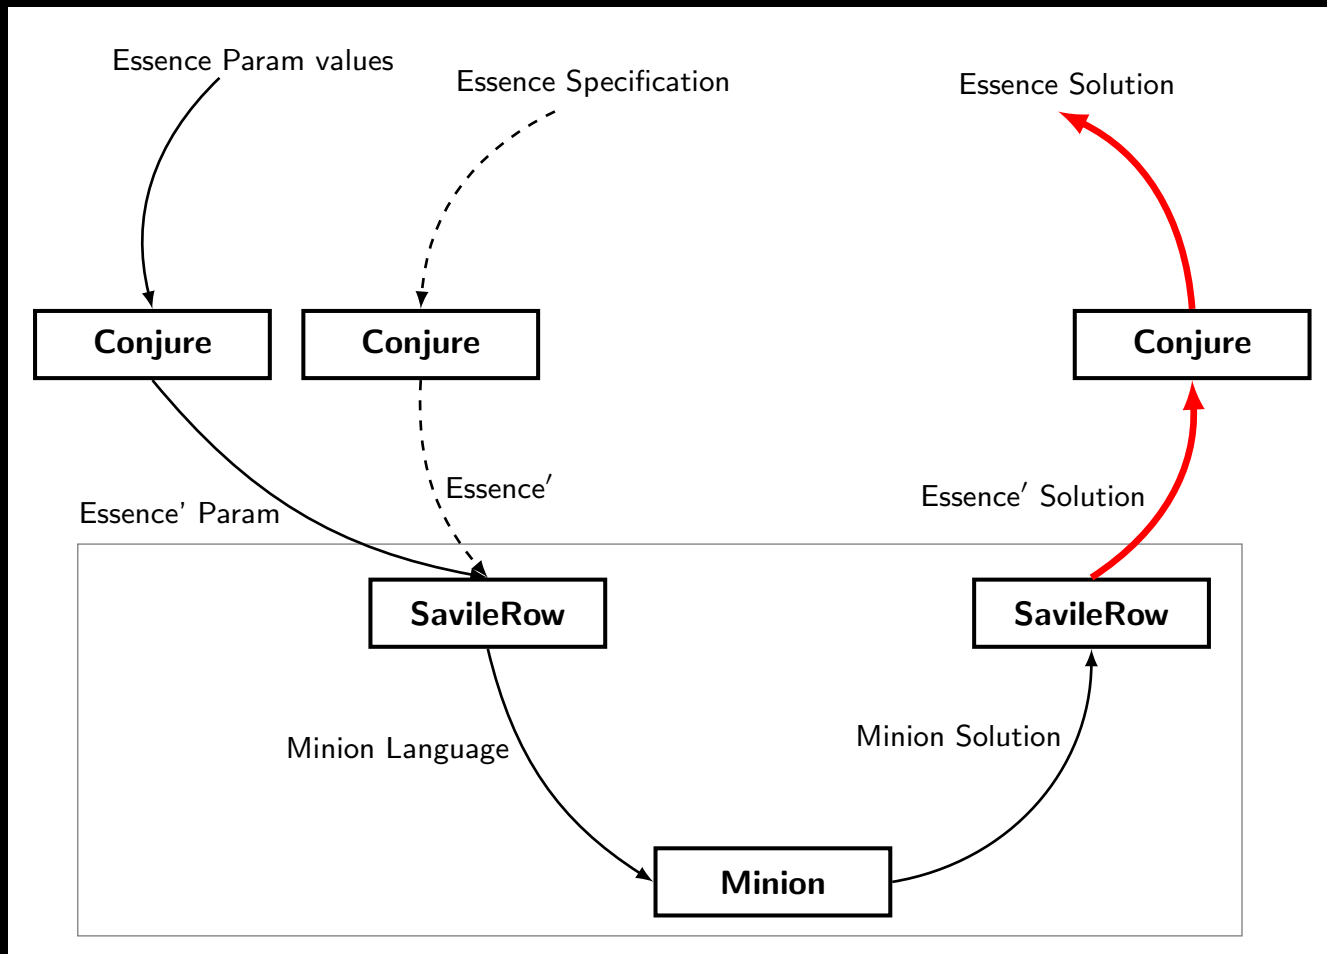 Essence Param values
Essence Specification
Essence Solution
Conjure
Conjure
Conjure
Essence′
Essence′ Solution
Essence’ Param
SavileRow
SavileRow
Minion Solution
Minion Language
Minion